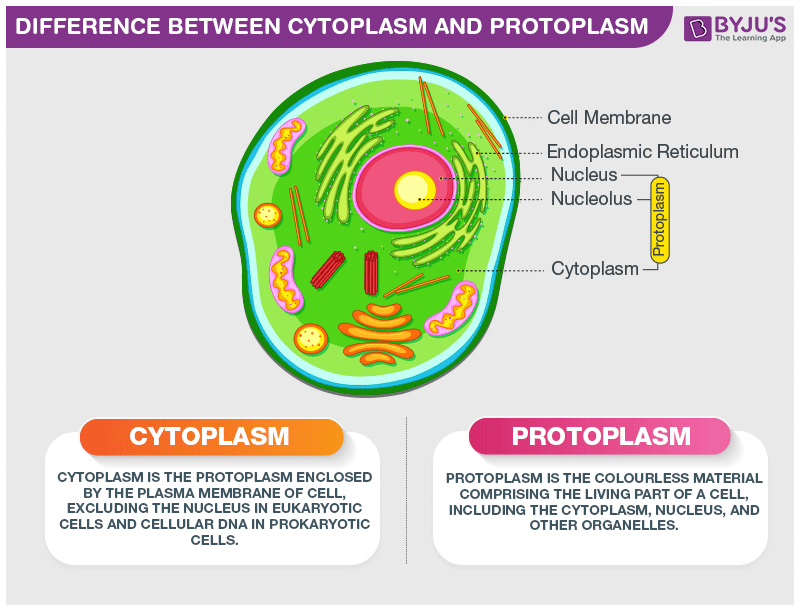 DIFFERENCE BETWEEN CYTOPLASM AND PROTOPLASM
BYJU'S
The Learning App
Cell Membrane
Endoplasmic Reticulum
Nucleus
Nucleolus
Protoplasm
Cytoplasm
CYTOPLASM
CYTOPLASM IS THE PROTOPLASM ENCLOSED
BY THE PLASMA MEMBRANE OF CELL,
EXCLUDING THE NUCLEUS IN EUKARYOTIC
CELLS AND CELLULAR DNA IN PROKARYOTIC
CELLS.
PROTOPLASM
PROTOPLASM IS THE COLOURLESS MATERIAL
COMPRISING THE LIVING PART OF A CELL,
INCLUDING THE CYTOPLASM, NUCLEUS, AND
OTHER ORGANELLES.